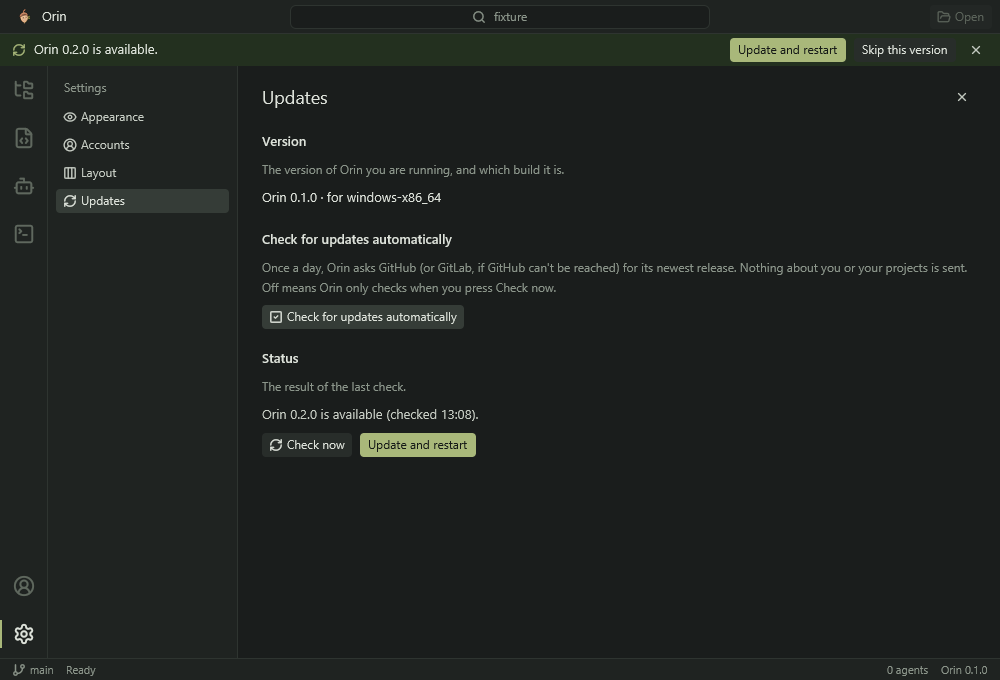 Orin
fixture
Open
Orin 0.2.0 is available.
Update and restart
Skip this version
Settings
Appearance
Accounts
Layout
Updates
Updates
Version
The version of Orin you are running, and which build it is.
Orin 0.1.0 · for windows-x86_64
Check for updates automatically
Once a day, Orin asks GitHub (or GitLab, if GitHub can't be reached) for its newest release. Nothing about you or your projects is sent.
Off means Orin only checks when you press Check now.
Check for updates automatically
Status
The result of the last check.
Orin 0.2.0 is available (checked 13:08).
Check now
Update and restart
main
Ready
0 agents
Orin 0.1.0